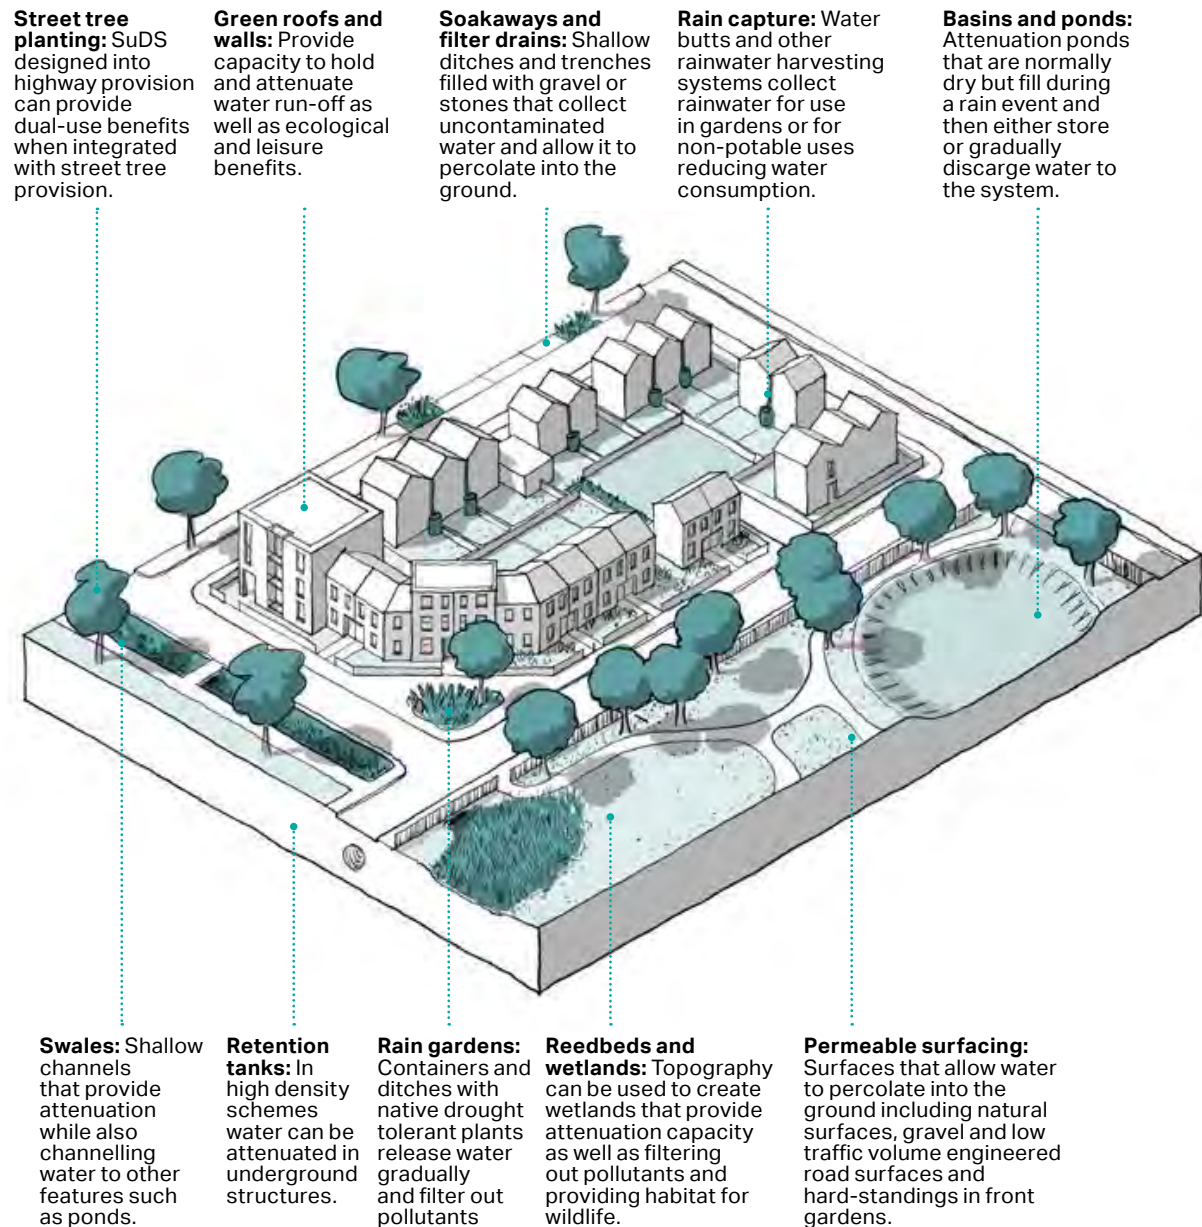 Street tree
planting: SuDS
designed into
highway provision
can provide
dual-use benefits
when integrated
with street tree
provision.
Green roofs and
walls: Provide
capacity to hold
and attenuate
water run-off as
well as ecological
and leisure
benefits.
Soakaways and
filter drains: Shallow
ditches and trenches
filled with gravel or
stones that collect
uncontaminated
water and allow it to
percolate into the
ground.
Rain capture: Water
butts and other
rainwater harvesting
systems collect
rainwater for use
in gardens or for
non-potable uses
reducing water
consumption.
Basins and ponds:
Attenuation ponds
that are normally
dry but fill during
a rain event and
then either store
or gradually
discarge water to
the system.
Swales: Shallow
channels
that provide
attenuation
while also
channelling
water to other
features such
as ponds.
Retention
tanks: In
high density
schemes
water can be
attenuated in
underground
structures.
Rain gardens:
Containers and
ditches with
native drought
tolerant plants
release water
gradually
and filter out
pollutants
Reedbeds and
wetlands: Topography
can be used to create
wetlands that provide
attenuation capacity
as well as filtering
out pollutants and
providing habitat for
wildlife.
Permeable surfacing:
Surfaces that allow water
to percolate into the
ground including natural
surfaces, gravel and low
traffic volume engineered
road surfaces and
hard-standings in front
gardens.